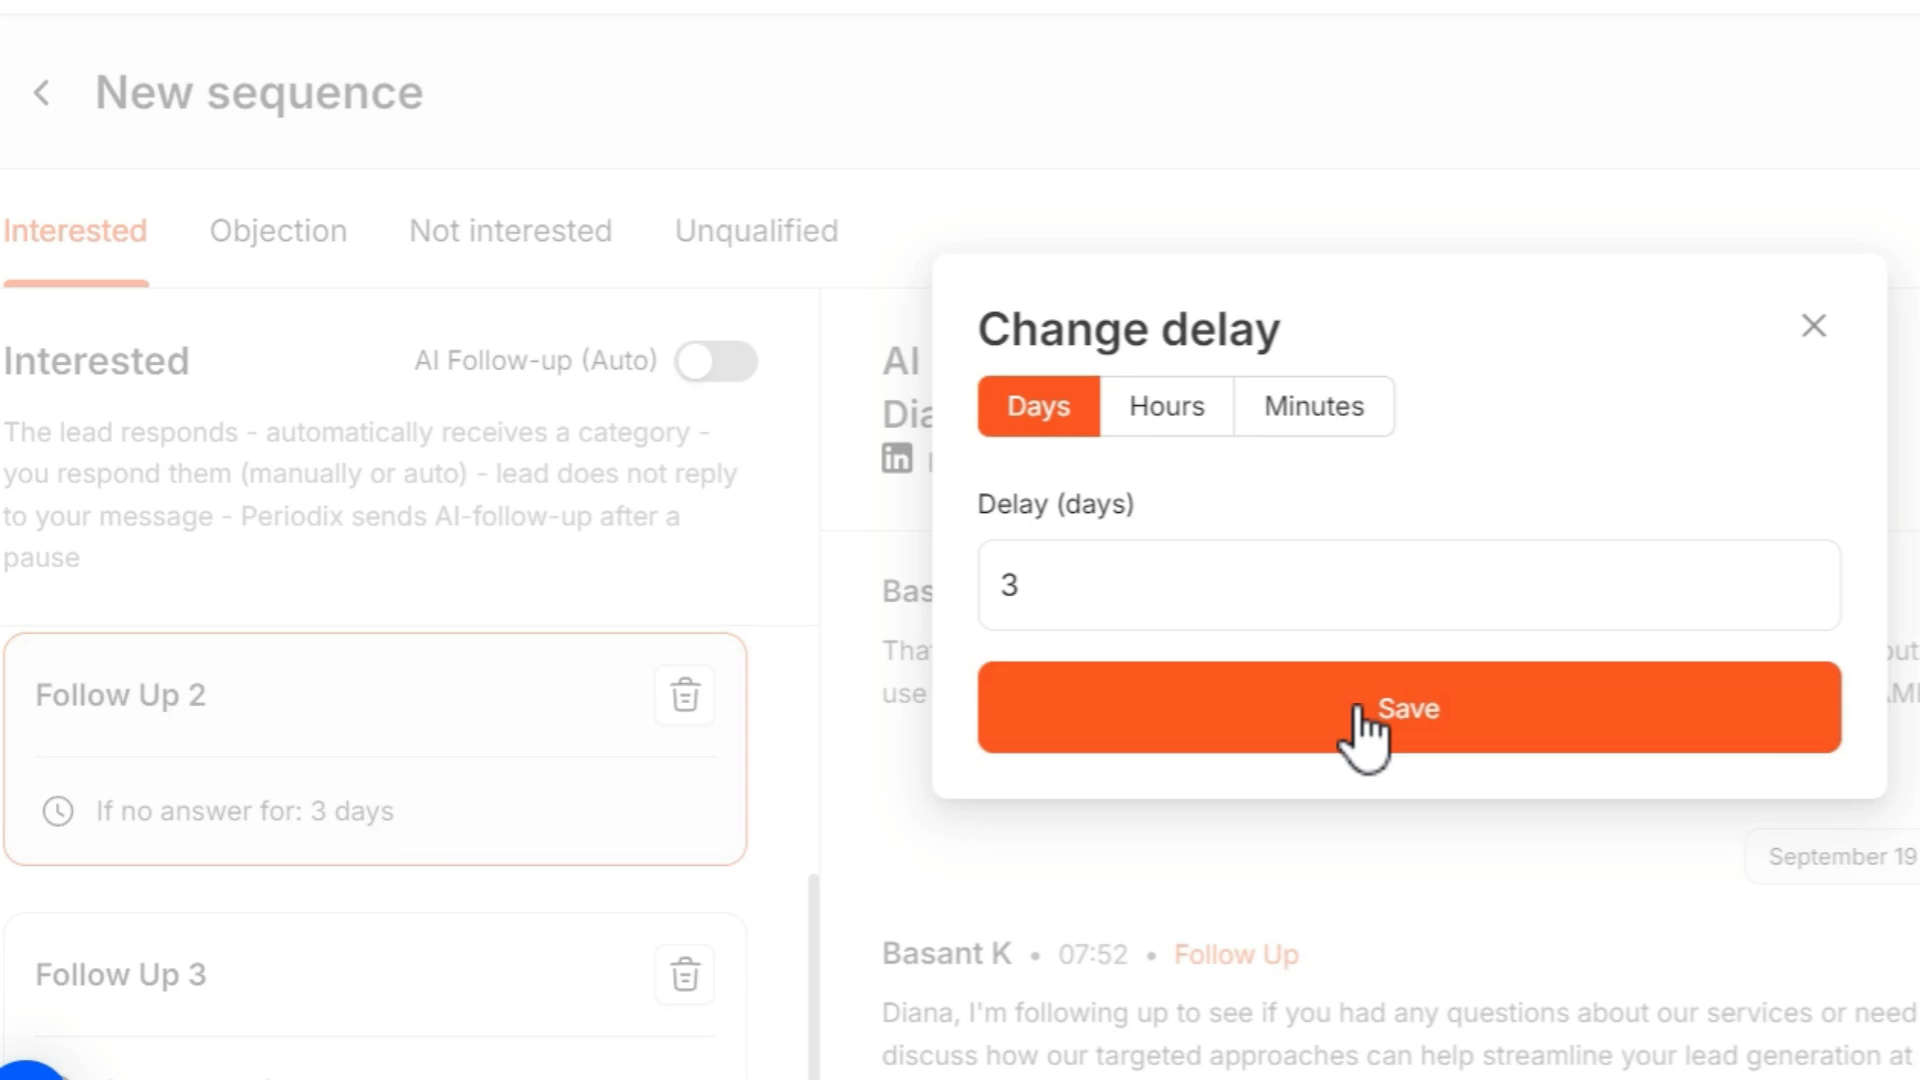 New sequence
Interested
Objection
Not interested
Unqualified
Interested
AI Follow-up (Auto)
The lead responds - automatically receives a category -
you respond them (manually or auto) - lead does not reply
to your message - Periodix sends AI-follow-up after a
pause
Follow Up 2
If no answer for: 3 days
Follow Up 3
AI
in
Change delay
Days
Hours
Minutes
Delay (days)
3
Save
use
September 19
Basant K • 07:52 • Follow Up
Diana, I'm following up to see if you had any questions about our services or need
discuss how our targeted approaches can help streamline your lead generation at